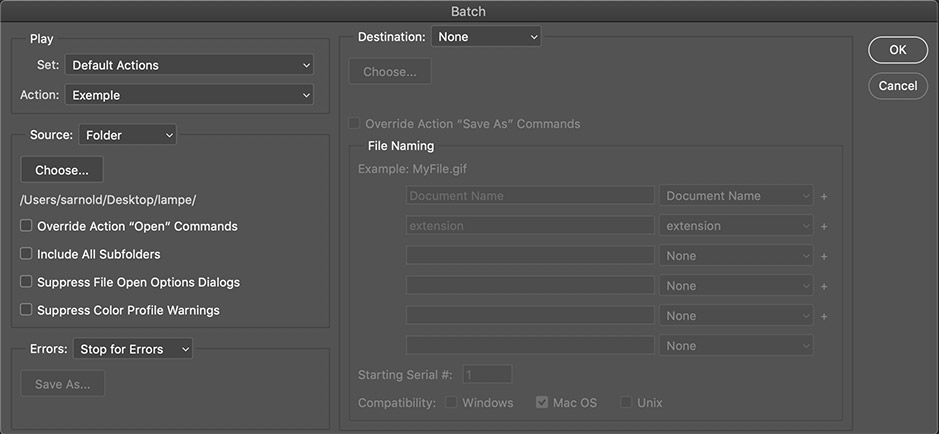 Batch
Play
Set: Default Actions
Action: Exemple
Source: Folder
Choose...
/Users/sarnold/Desktop/lampe/
Override Action “Open” Commands
Include All Subfolders
Suppress File Open Options Dialogs
Suppress Color Profile Warnings
Errors: Stop for Errors
Save As...
Destination: None
Choose...
Override Action “Save As” Commands
File Naming
Example: MyFile.gif
Document Name Document Name +
extension extension +
None +
None +
None +
None
Starting Serial #: 1
Compatibility: Windows Mac OS Unix
OK
Cancel